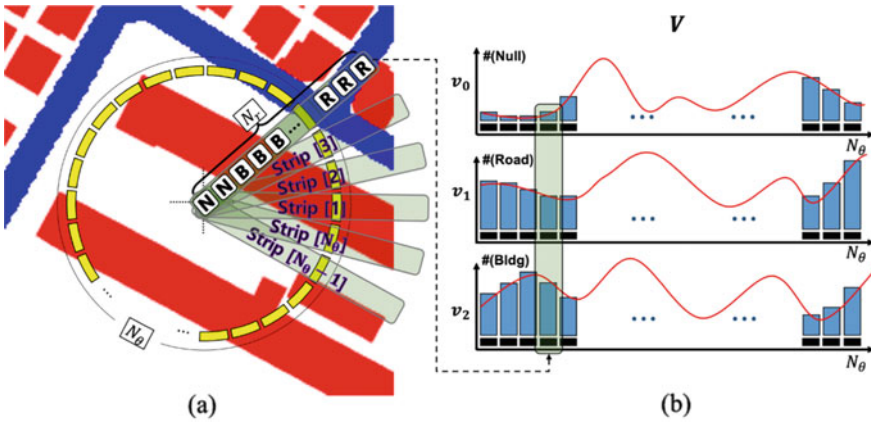 N_r
N N B B B ... R R R
Strip [3]
Strip [2]
Strip [1]
Strip [N_θ]
Strip [N_θ - 1]
...
...
N_θ
(a)
V
#(Null)
v_0
... ...
N_θ
#(Road)
v_1
... ...
N_θ
#(Bldg)
v_2
... ...
N_θ
(b)